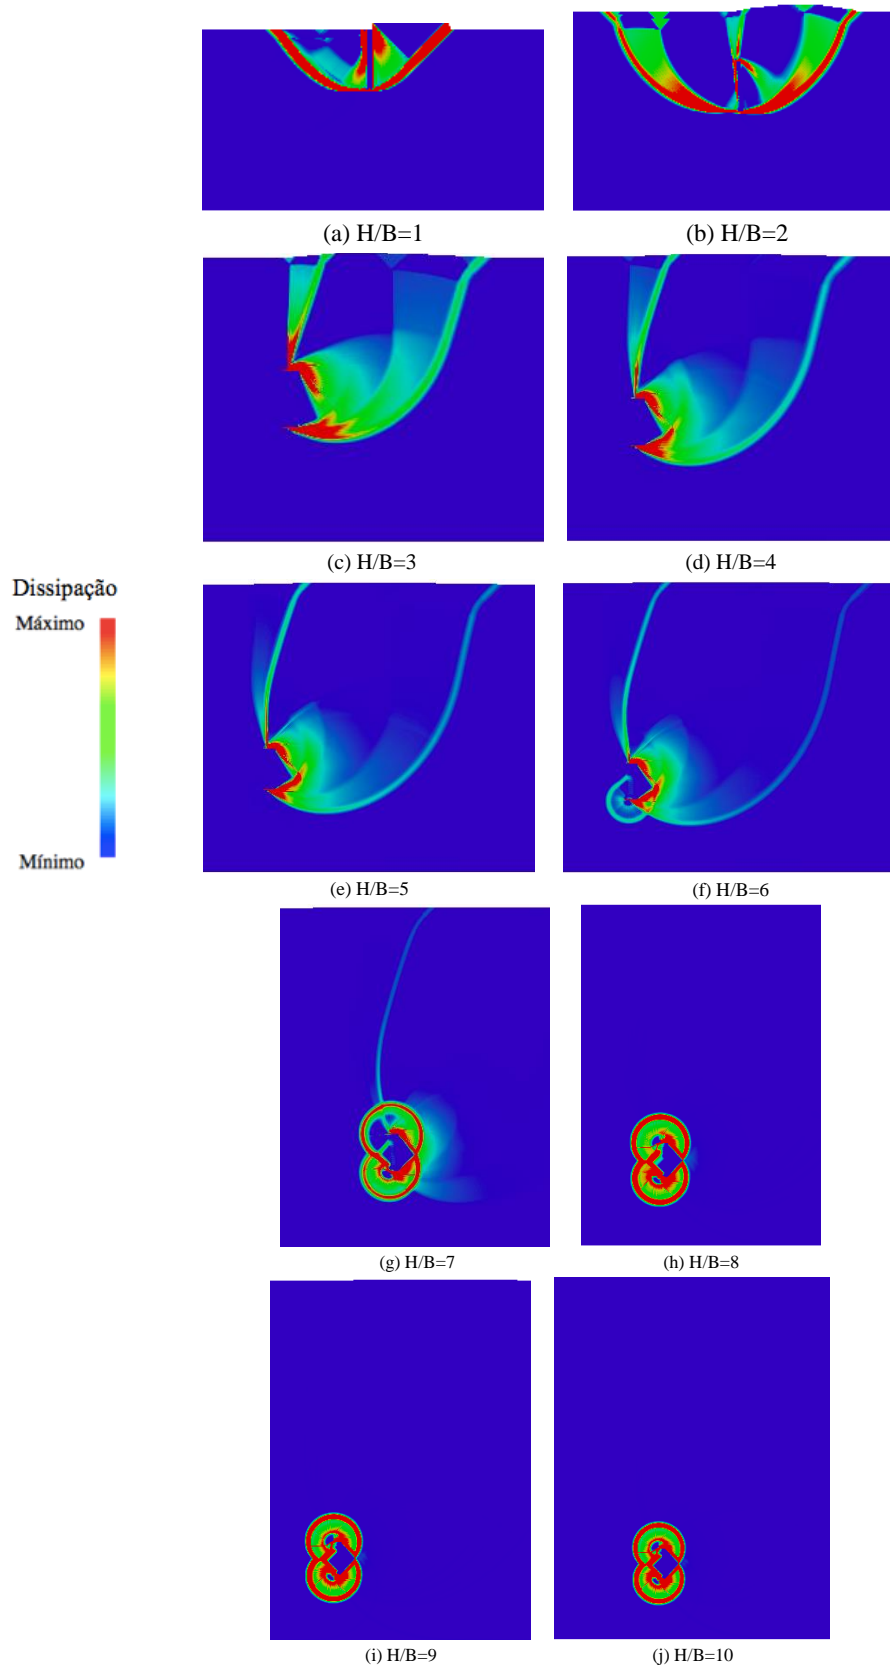 (a) H/B=1
(b) H/B=2
(c) H/B=3
(d) H/B=4
Dissipação
Máximo
Mínimo
(e) H/B=5
(f) H/B=6
(g) H/B=7
(h) H/B=8
(i) H/B=9
(j) H/B=10